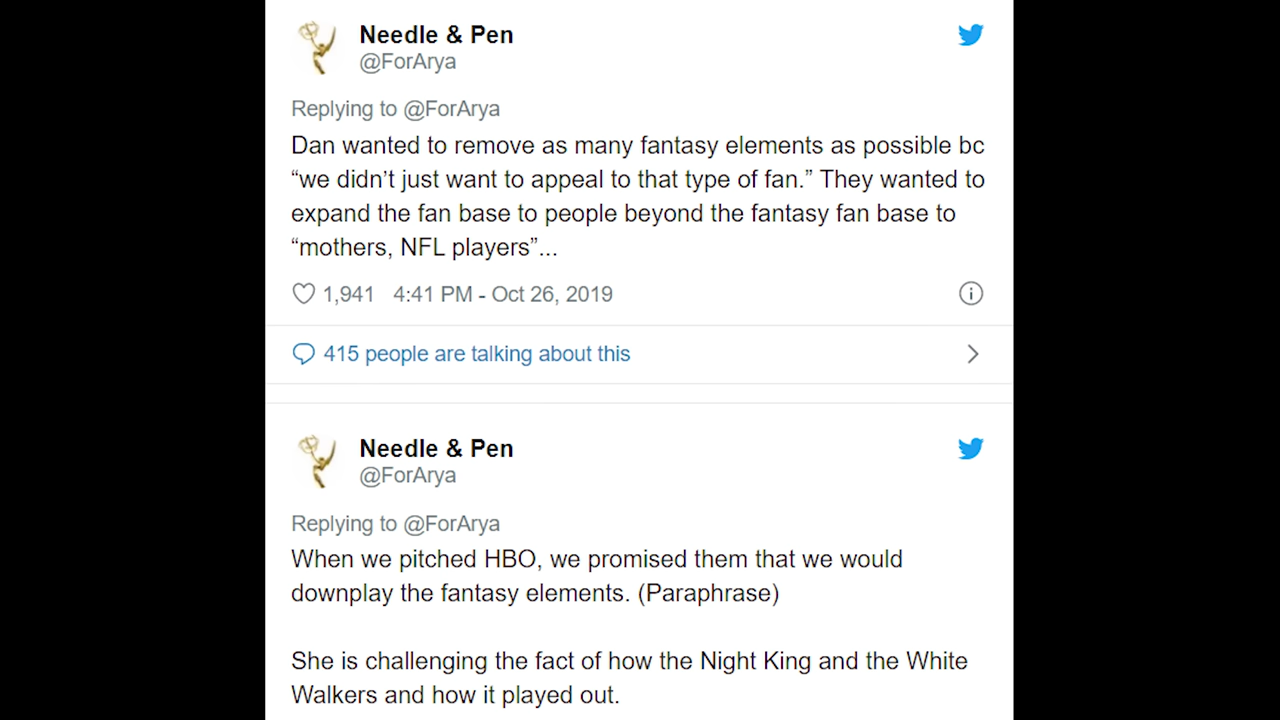 Needle & Pen
@ForArya
Replying to @ForArya
Dan wanted to remove as many fantasy elements as possible bc
“we didn’t just want to appeal to that type of fan.” They wanted to
expand the fan base to people beyond the fantasy fan base to
“mothers, NFL players”...
1,941 4:41 PM - Oct 26, 2019
415 people are talking about this
Needle & Pen
@ForArya
Replying to @ForArya
When we pitched HBO, we promised them that we would
downplay the fantasy elements. (Paraphrase)
She is challenging the fact of how the Night King and the White
Walkers and how it played out.